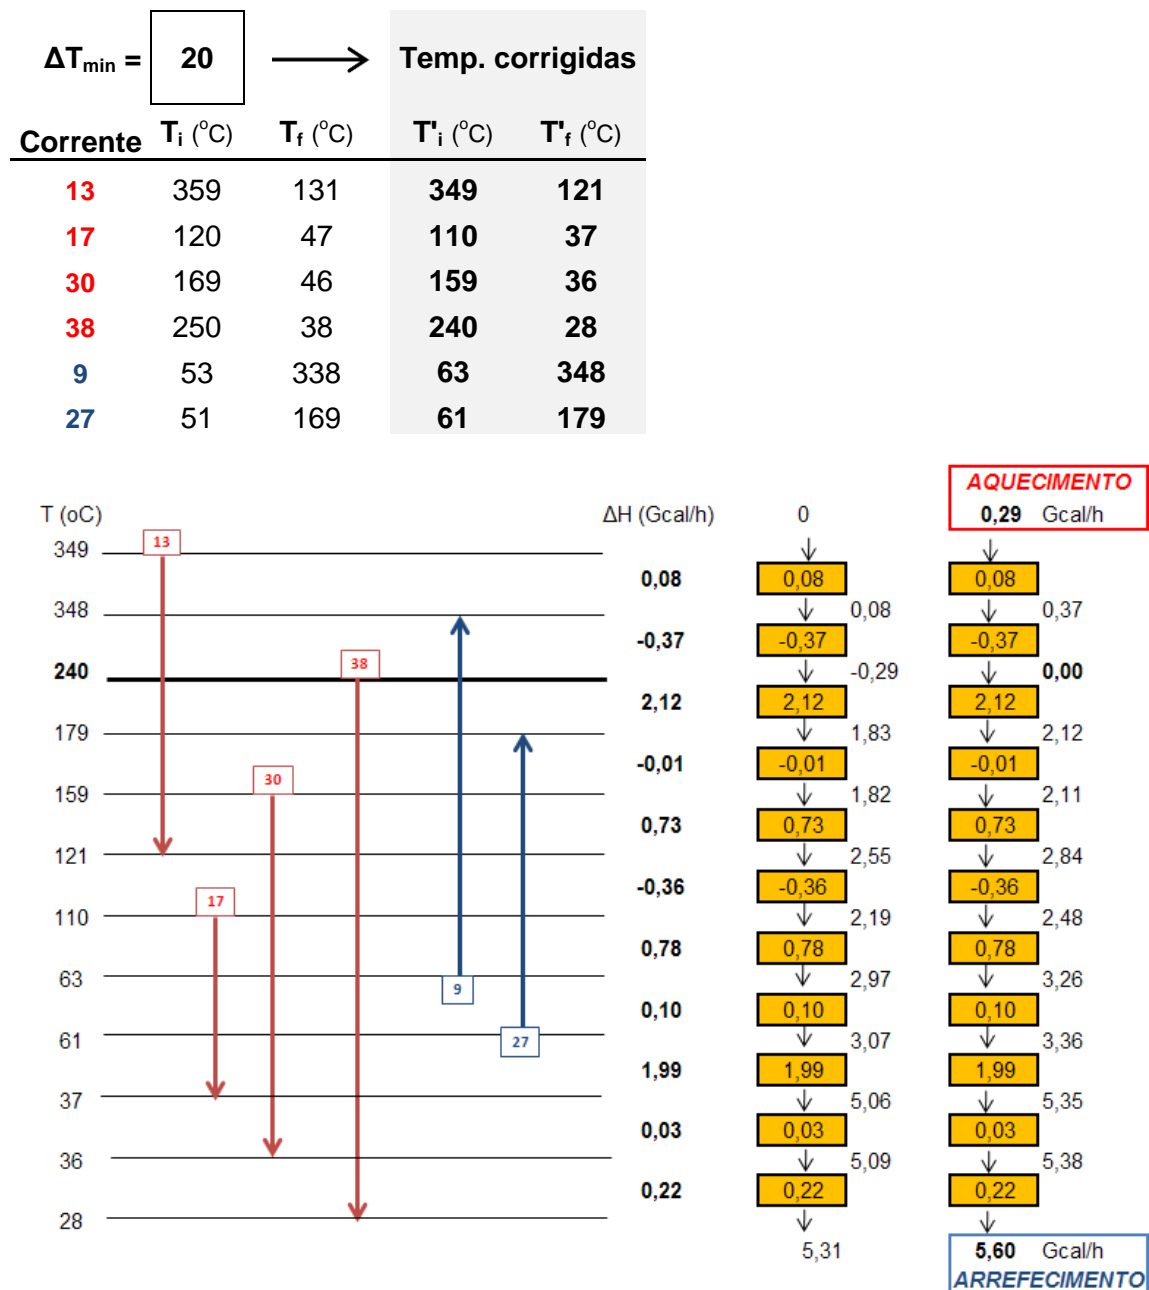 ΔTmin = 20 Temp. corrigidas
Corrente Ti (oC) Tf (oC) T'i (oC) T'f (oC)
13 359 131 349 121
17 120 47 110 37
30 169 46 159 36
38 250 38 240 28
9 53 338 63 348
27 51 169 61 179
AQUECIMENTO
T (oC) ΔH (Gcal/h) 0 0,29 Gcal/h
349 13
0,08 0,08 0,08
348 0,08 0,37
-0,37 -0,37 -0,37
240 38 -0,29 0,00
2,12 2,12 2,12
179 1,83 2,12
-0,01 -0,01 -0,01
159 30 1,82 2,11
0,73 0,73 0,73
121 2,55 2,84
-0,36 -0,36 -0,36
110 17 2,19 2,48
0,78 0,78 0,78
63 9 2,97 3,26
0,10 0,10 0,10
61 27 3,07 3,36
1,99 1,99 1,99
37 5,06 5,35
0,03 0,03 0,03
36 5,09 5,38
0,22 0,22 0,22
28
5,31 5,60 Gcal/h
ARREFECIMENTO